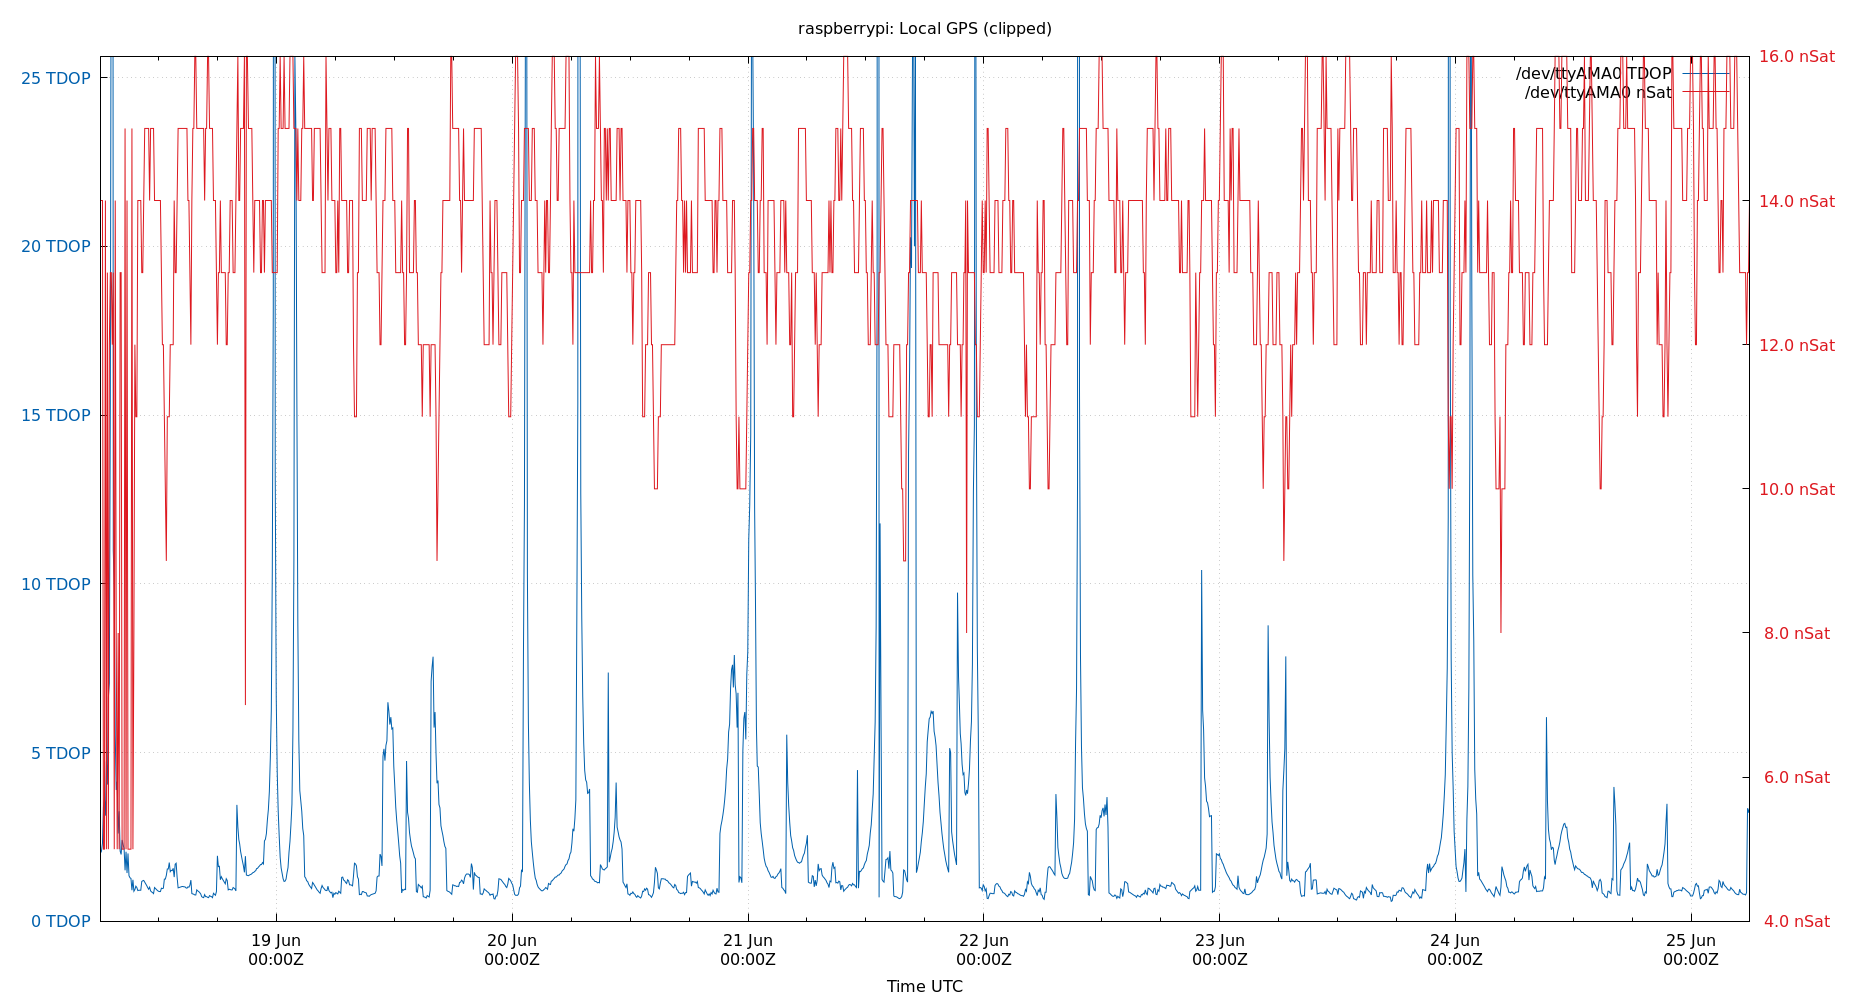 raspberrypi: Local GPS (clipped)
25 TDOP
20 TDOP
15 TDOP
10 TDOP
5 TDOP
0 TDOP
16.0 nSat
14.0 nSat
12.0 nSat
10.0 nSat
8.0 nSat
6.0 nSat
4.0 nSat
/dev/ttyAMA0 TDOP
/dev/ttyAMA0 nSat
19 Jun
00:00Z
20 Jun
00:00Z
21 Jun
00:00Z
22 Jun
00:00Z
23 Jun
00:00Z
24 Jun
00:00Z
25 Jun
00:00Z
Time UTC